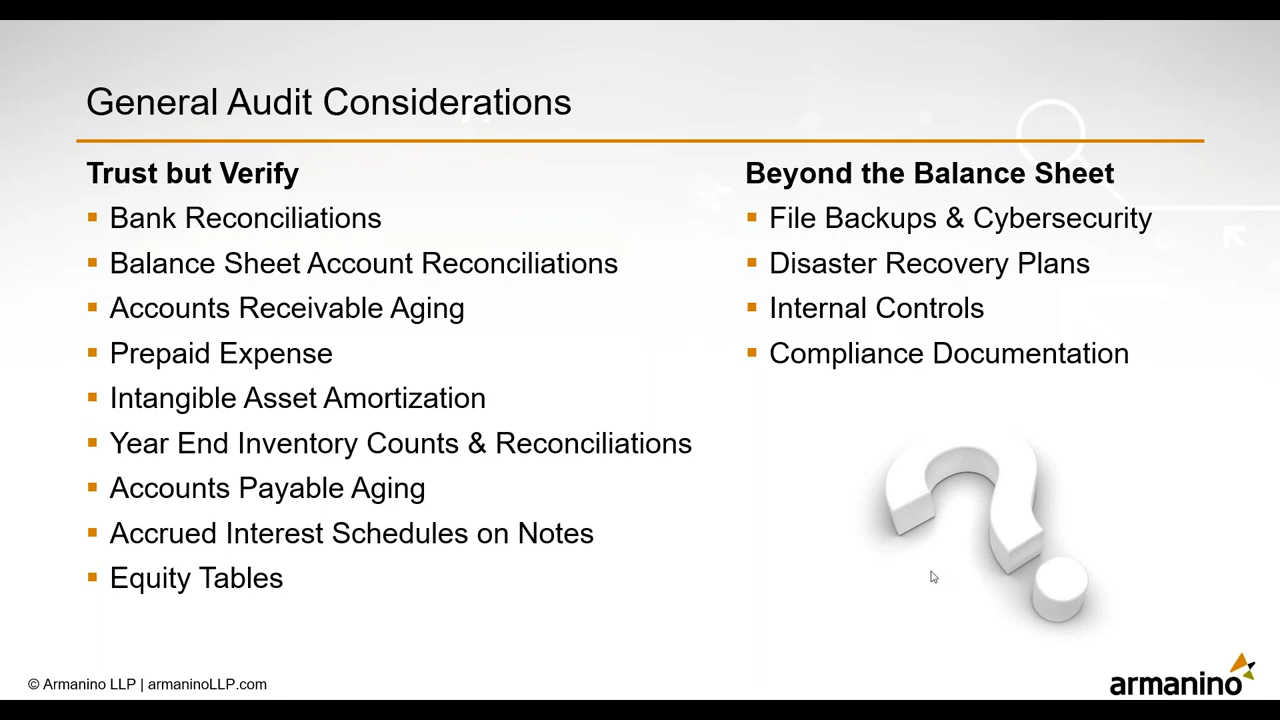 General Audit Considerations
Trust but Verify
Bank Reconciliations
Balance Sheet Account Reconciliations
Accounts Receivable Aging
Prepaid Expense
Intangible Asset Amortization
Year End Inventory Counts & Reconciliations
Accounts Payable Aging
Accrued Interest Schedules on Notes
Equity Tables
Beyond the Balance Sheet
File Backups & Cybersecurity
Disaster Recovery Plans
Internal Controls
Compliance Documentation
?
© Armanino LLP | armaninoLLP.com
armanino